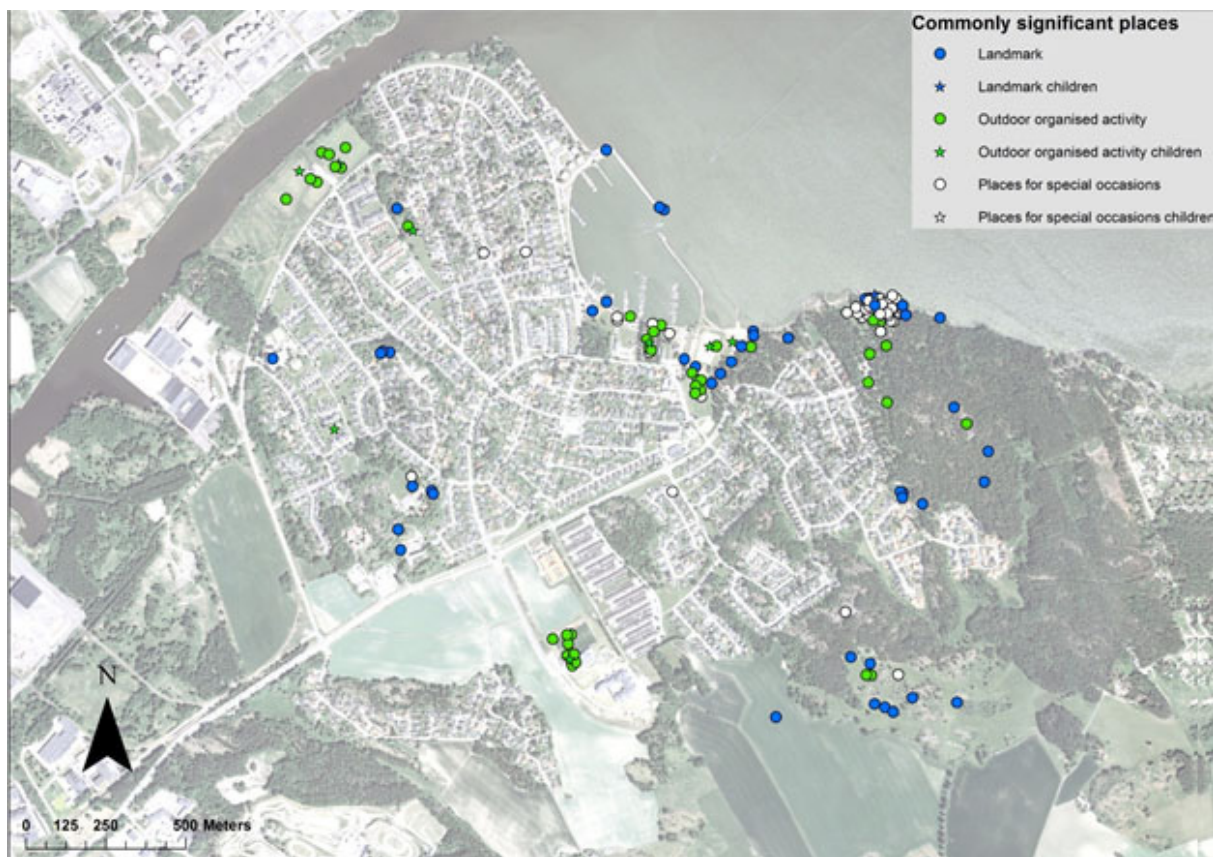 Commonly significant places
Landmark
Landmark children
Outdoor organised activity
Outdoor organised activity children
Places for special occasions
Places for special occasions children
N
0 125 250 500 Meters